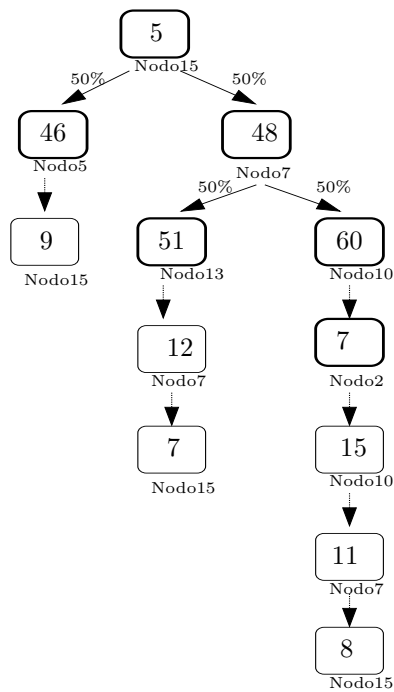 5
Nodo15
50% 50%
46 48
Nodo5 Nodo7
50% 50%
9 51 60
Nodo15 Nodo13 Nodo10
12 7
Nodo7 Nodo2
7 15
Nodo15 Nodo10
11
Nodo7
8
Nodo15